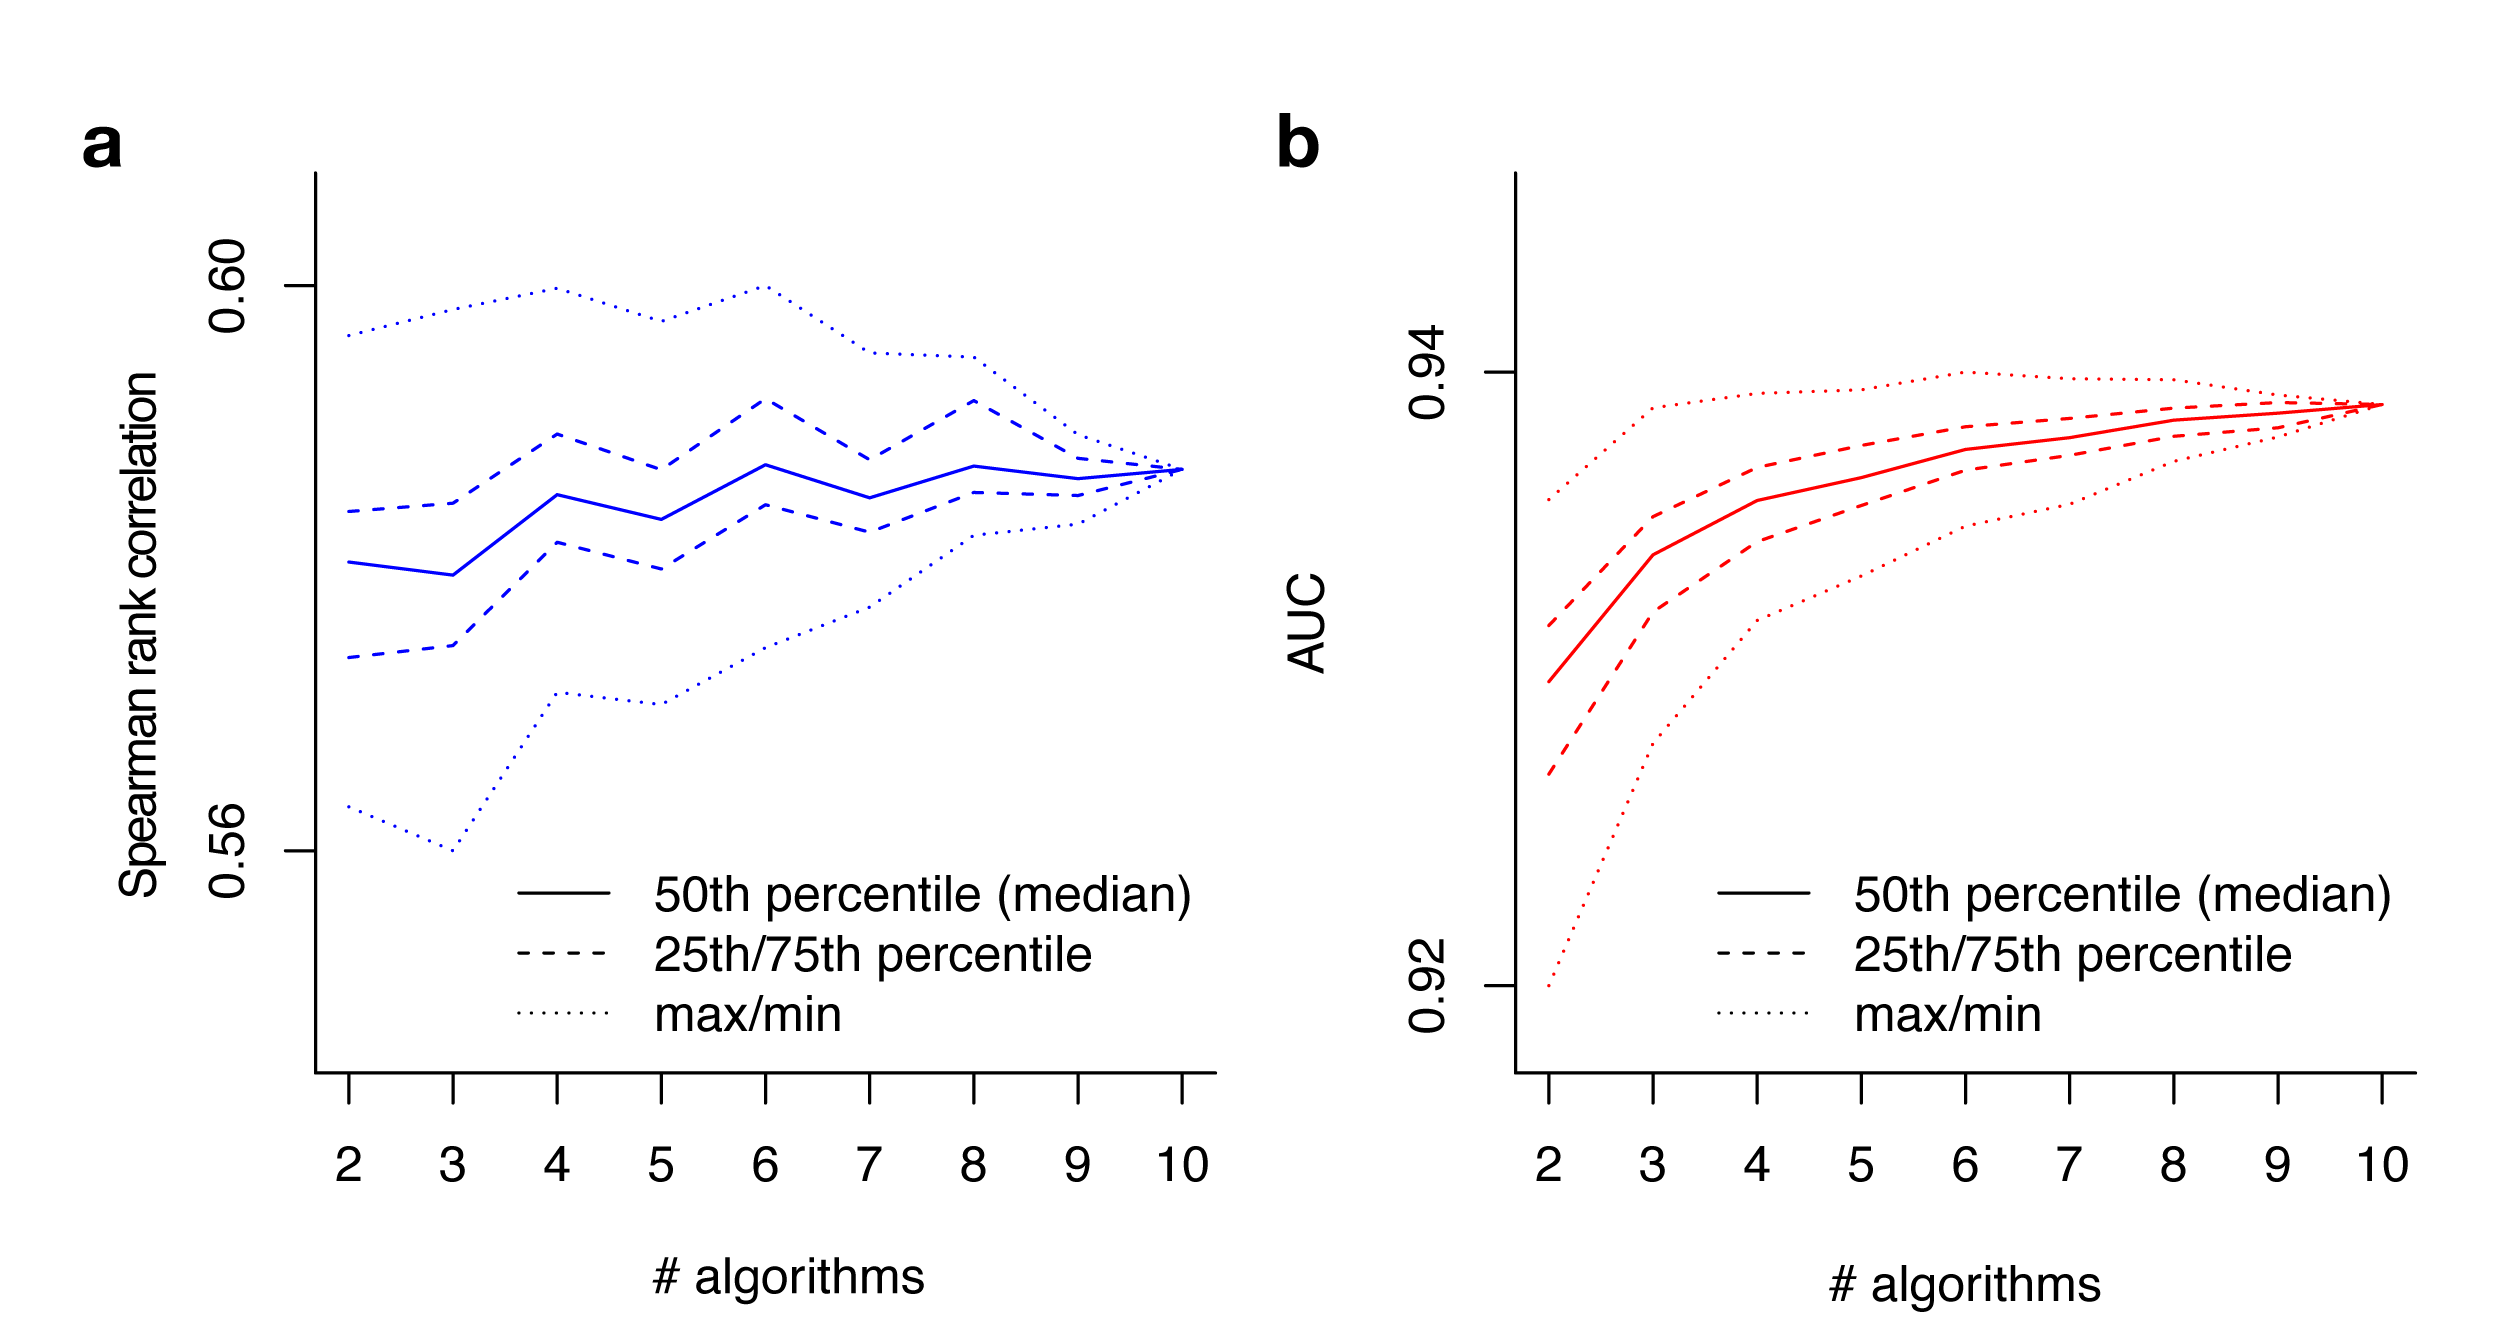 a
Spearman rank correlation
0.60
0.56
50th percentile (median)
25th/75th percentile
max/min
2 3 4 5 6 7 8 9 10
# algorithms
b
AUC
0.94
0.92
50th percentile (median)
25th/75th percentile
max/min
2 3 4 5 6 7 8 9 10
# algorithms